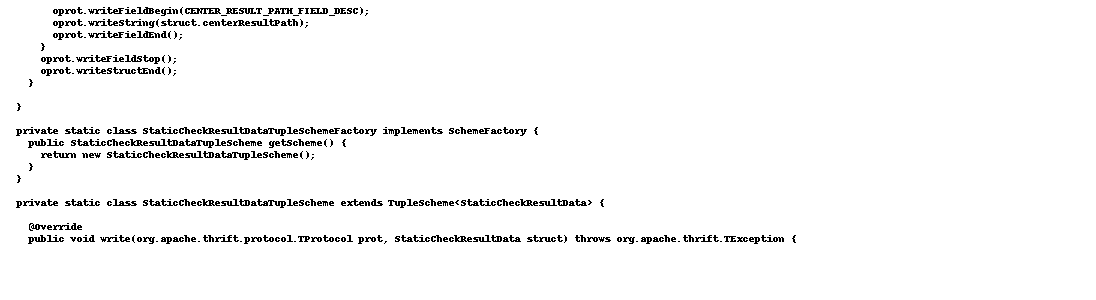 oprot.writeFieldBegin(CENTER_RESULT_PATH_FIELD_DESC);
oprot.writeString(struct.centerResultPath);
oprot.writeFieldEnd();
}
oprot.writeFieldStop();
oprot.writeStructEnd();
}
}
private static class StaticCheckResultDataTupleSchemeFactory implements SchemeFactory {
public StaticCheckResultDataTupleScheme getScheme() {
return new StaticCheckResultDataTupleScheme();
}
}
private static class StaticCheckResultDataTupleScheme extends TupleScheme<StaticCheckResultData> {
@Override
public void write(org.apache.thrift.protocol.TProtocol prot, StaticCheckResultData struct) throws org.apache.thrift.TException {